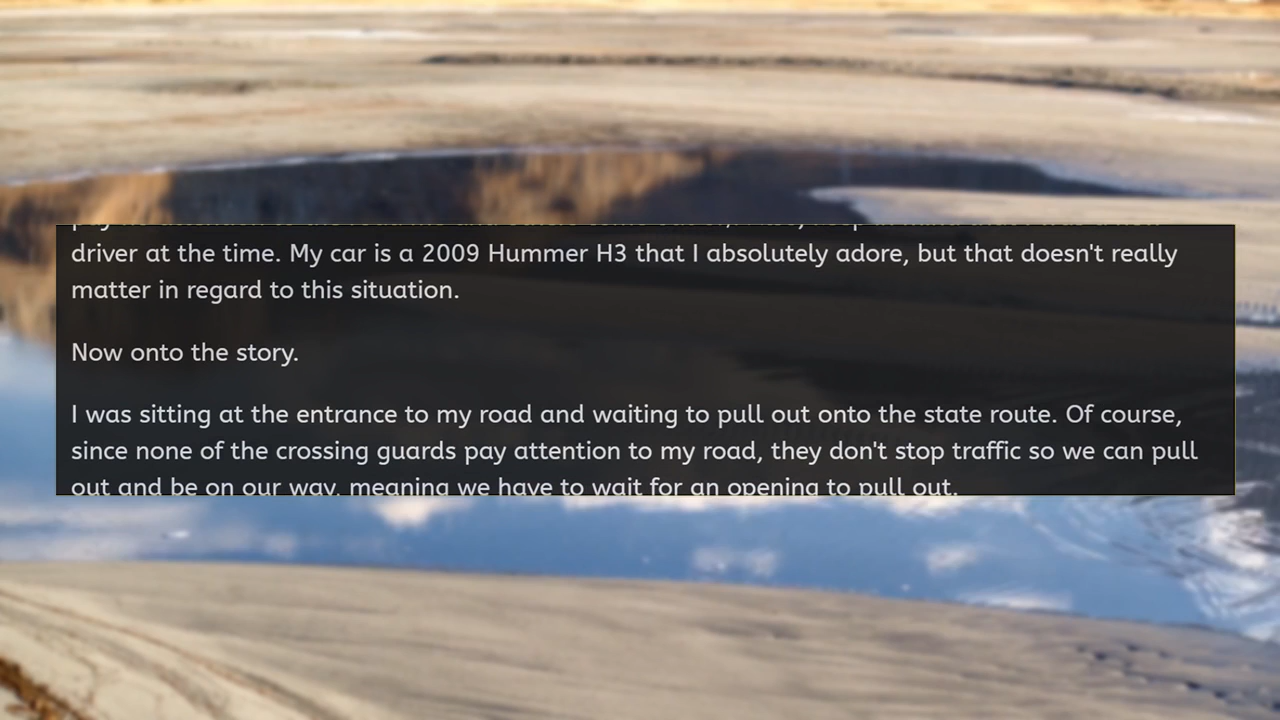 driver at the time. My car is a 2009 Hummer H3 that I absolutely adore, but that doesn't really
matter in regard to this situation.
Now onto the story.
I was sitting at the entrance to my road and waiting to pull out onto the state route. Of course,
since none of the crossing guards pay attention to my road, they don't stop traffic so we can pull
out and be on our way, meaning we have to wait for an opening to pull out.